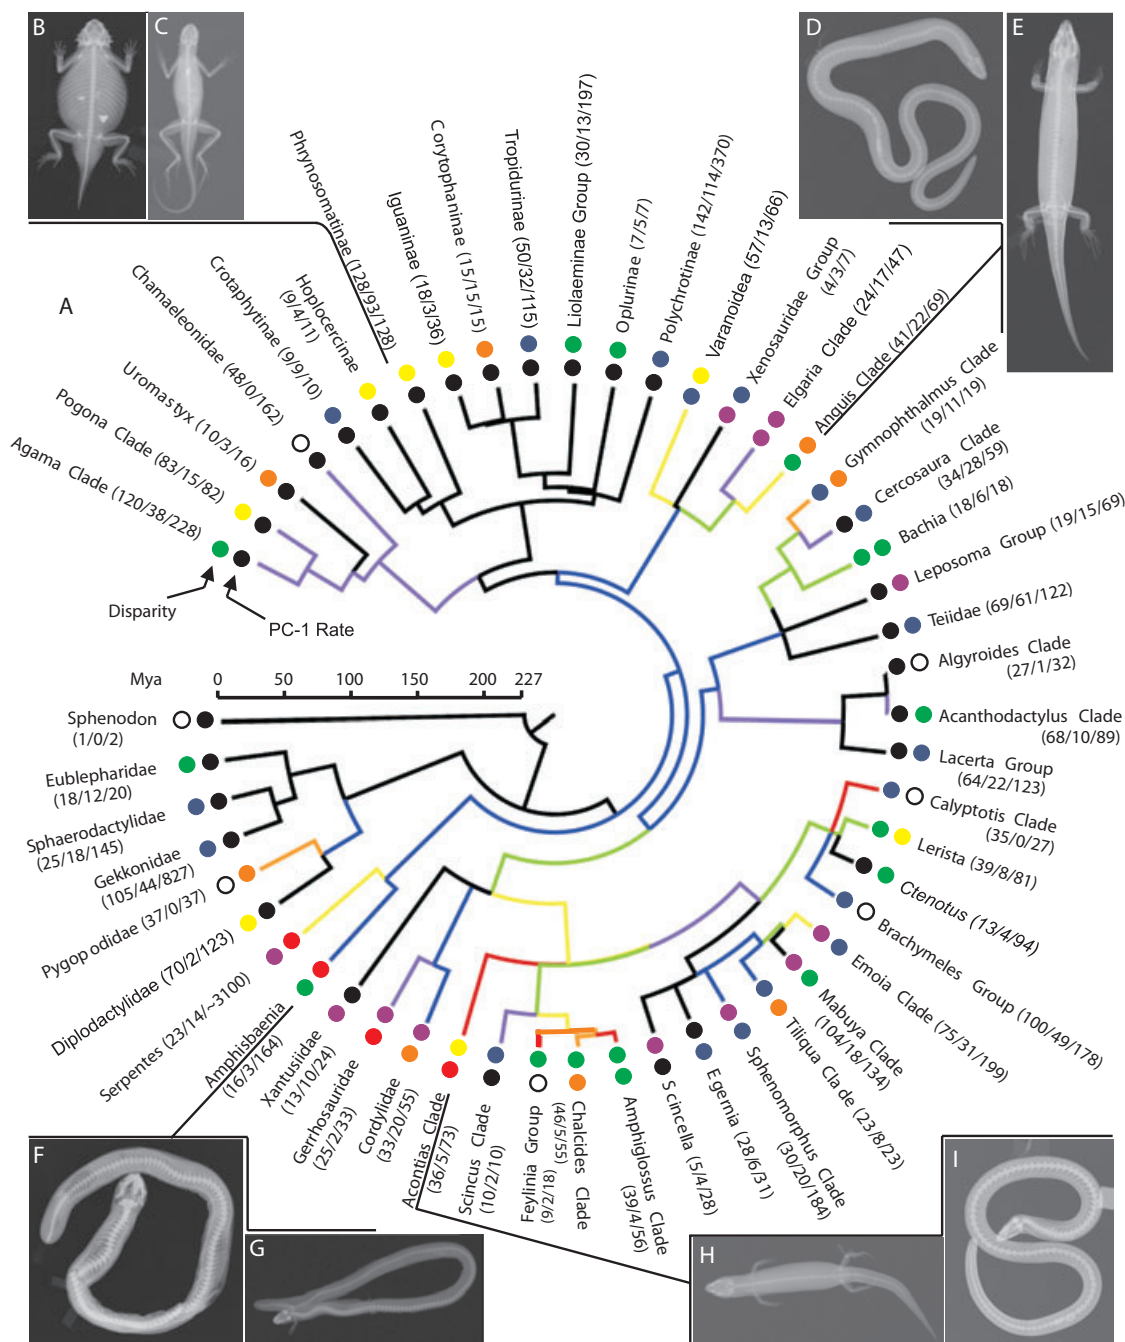 B
C
D
E
A
Phrynosomatinae (128/93/128)
Iguaninae (18/3/36)
Corytophaninae (15/15/15)
Tropidurinae (50/32/115)
Liolaeminae Group (30/13/197)
Oplurinae (7/5/7)
Polychrotinae (142/114/370)
Varanoidea (57/13/66)
Xenosauridae Group
(4/3/7)
Elgaria Clade (24/17/47)
Anguis Clade (41/22/69)
Gymnophthalmus Clade
(19/11/19)
Cercosaura Clade
(34/28/59)
Bachia (18/6/18)
Leposoma Group (19/15/69)
Teiidae (69/61/122)
Algyroides Clade
(27/1/32)
Acanthodactylus Clade
(68/10/89)
Lacerta Group
(64/22/123)
Calyptotis Clade
(35/0/27)
Lerista (39/8/81)
Ctenotus (13/4/94)
Brachymeles Group (100/49/178)
Emoia Clade (75/31/199)
Mabuya Clade
(104/18/134)
Tiliqua Clade (23/8/23)
Sphenomorphus Clade
(30/20/184)
Egernia (28/6/31)
Scincella (5/4/28)
Amphiglossus Clade
(39/4/56)
Chalcides Clade
(46/5/55)
Feylinia Group
(9/2/18)
Scincus Clade
(10/2/10)
Acontias Clade
(36/5/73)
Cordylidae
(33/20/55)
Gerrhosauridae
(25/2/33)
Xantusiidae
(13/10/24)
Amphisbaenia
(16/3/164)
Serpentes (23/14/~3100)
Diplodactylidae (70/2/123)
Pygopodidae (37/0/37)
Gekkonidae
(105/44/827)
Sphaerodactylidae
(25/18/145)
Eublepharidae
(18/12/20)
Sphenodon
(1/0/2)
Mya
0 50 100 150 200 227
Disparity
PC-1 Rate
Agama Clade (120/38/228)
Pogona Clade (83/15/82)
Uromastyx (10/3/16)
Chamaeleonidae (48/0/162)
Crotaphytinae (9/9/10)
Hoplocercinae
(9/4/11)
F
G
H
I